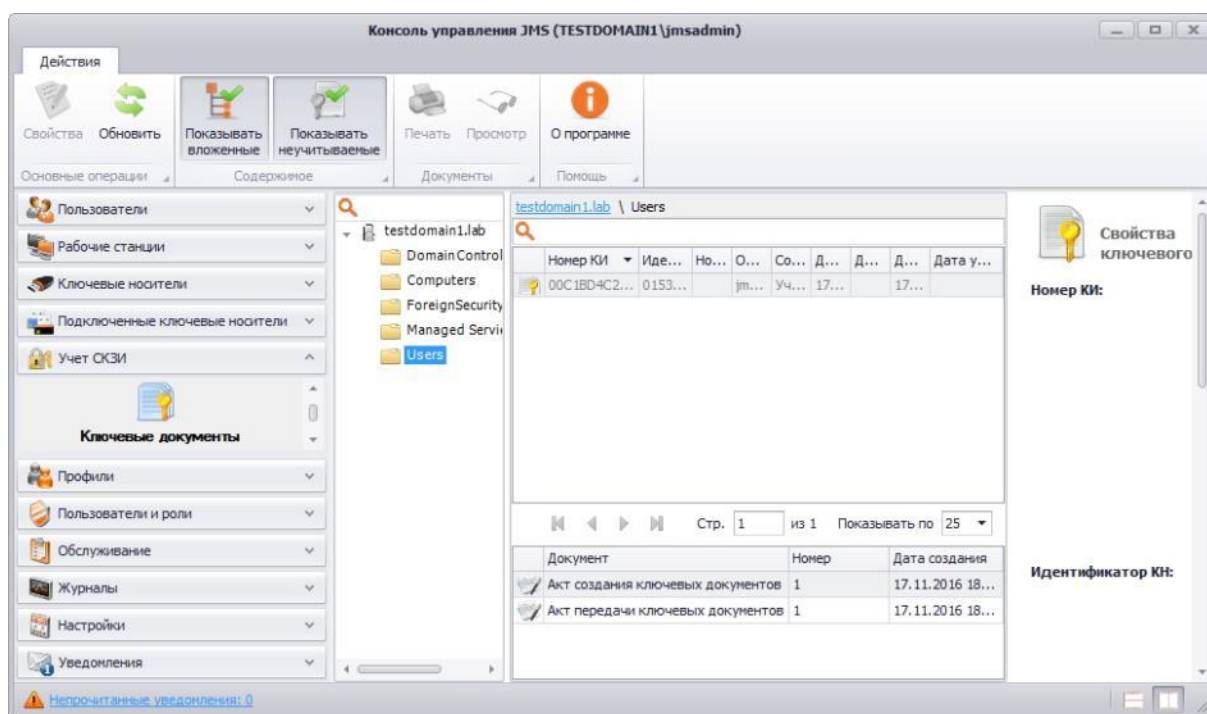 Консоль управления JMS (TESTDOMAIN1\jmsadmin)
Действия
Свойства
Обновить
Показывать вложенные
Показывать неучитываемые
Печать
Просмотр
О программе
Основные операции
Содержимое
Документы
Помощь
Пользователи
Рабочие станции
Ключевые носители
Подключенные ключевые носители
Учет СКЗИ
Ключевые документы
Профили
Пользователи и роли
Обслуживание
Журналы
Настройки
Уведомления
testdomain1.lab
Domain Control
Computers
ForeignSecurity
Managed Servi
Users
testdomain1.lab \ Users
Номер КИ Иде... Но... О... Со... Д... Д... Д... Дата у...
00C1BD4C2... 0153... jm... Уч... 17... 17...
Стр. 1 из 1 Показывать по 25
Документ Номер Дата создания
Акт создания ключевых документов 1 17.11.2016 18...
Акт передачи ключевых документов 1 17.11.2016 18...
Свойства
ключевого
Номер КИ:
Идентификатор КН:
Непрочитанные уведомления: 0